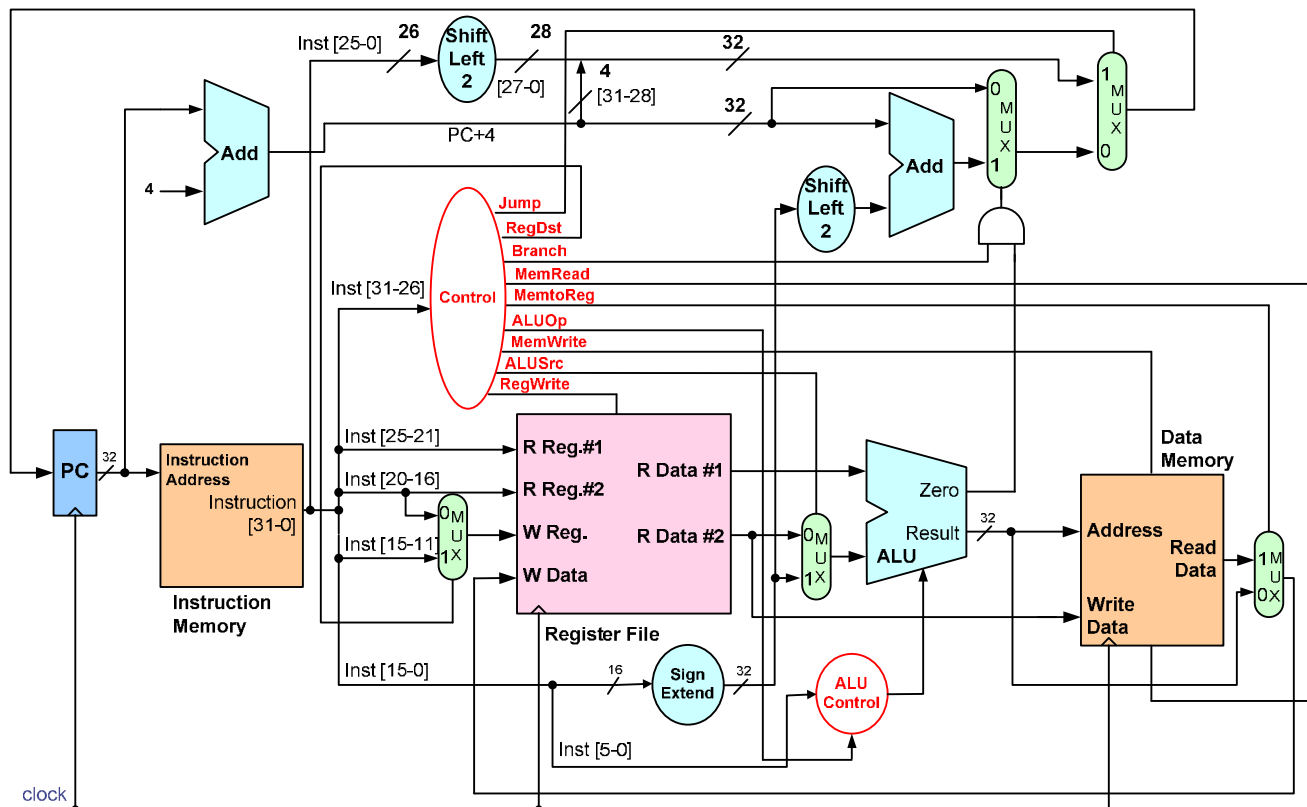 Inst [25-0]
26
Shift
Left
2
28
[27-0]
32
4
[31-28]
1
M
U
X
0
0
M
U
X
1
Add
PC+4
32
Add
4
Shift
Left
2
Jump
RegDst
Branch
MemRead
MemtoReg
ALUOp
MemWrite
ALUSrc
RegWrite
Control
Inst [31-26]
PC
32
Instruction
Address
Instruction
[31-0]
Instruction
Memory
Inst [25-21]
Inst [20-16]
Inst [15-11]
0
M
U
1
X
R Reg.#1
R Reg.#2
W Reg.
W Data
R Data #1
R Data #2
Register File
0
M
U
1
X
Zero
Result
ALU
32
Data
Memory
Address
Read
Data
Write
Data
1
M
U
0
X
Inst [15-0]
16
Sign
Extend
32
ALU
Control
Inst [5-0]
clock